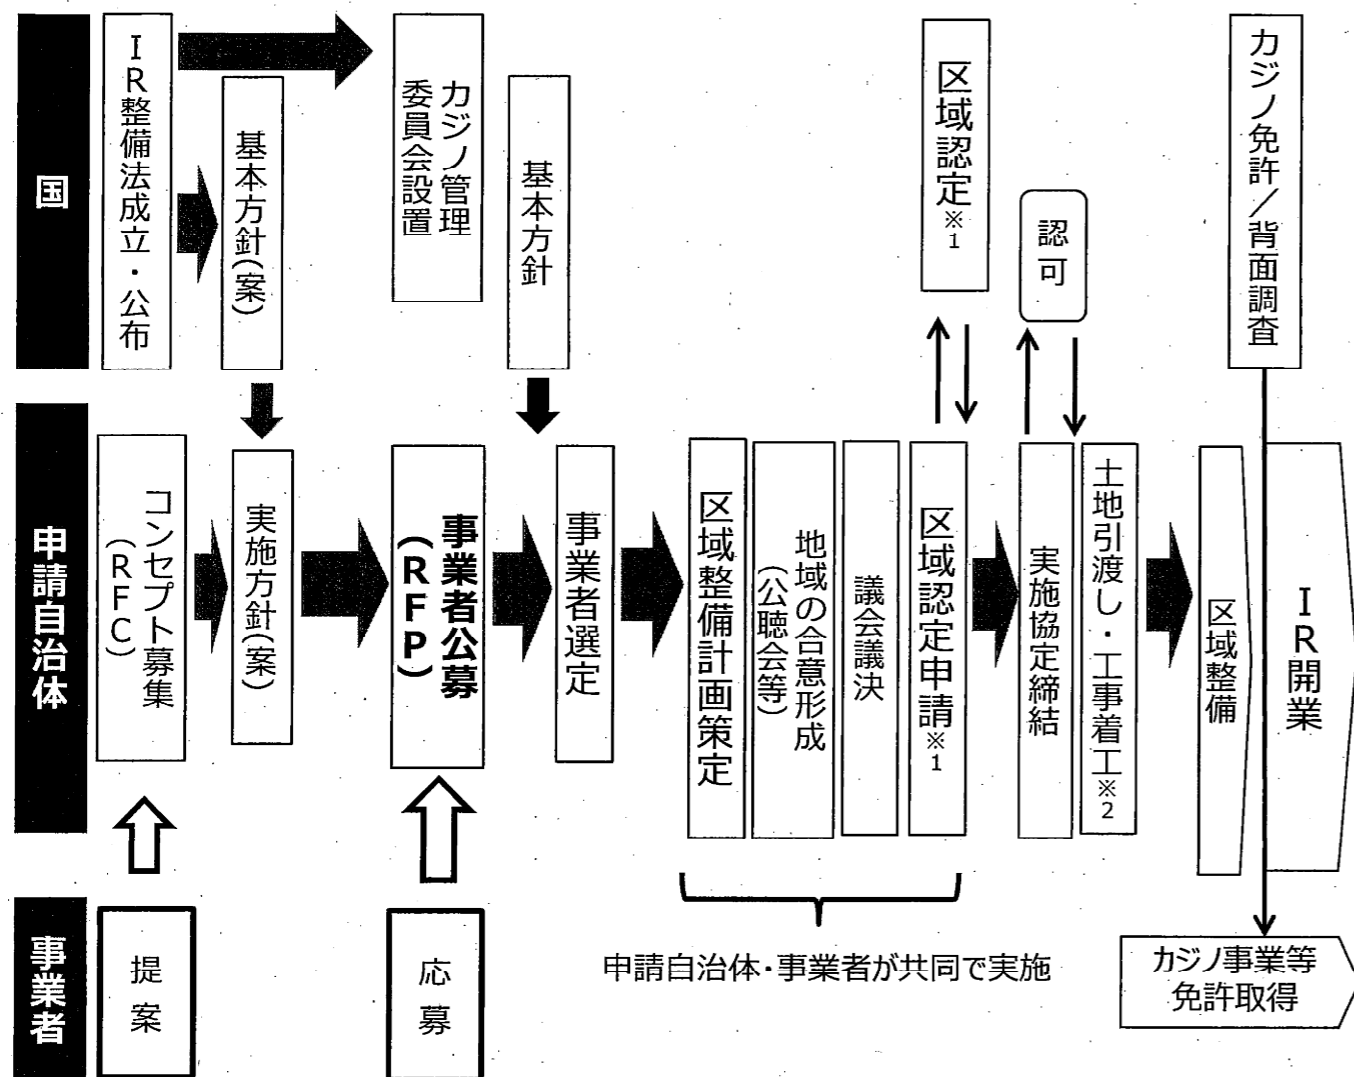 国
IR整備法成立・公布
基本方針(案)
カジノ管理
委員会設置
基本方針
区域認定※1
認可
カジノ免許/背面調査
申請自治体
コンセプト募集
(RFC)
実施方針(案)
事業者公募
(RFP)
事業者選定
区域整備計画策定
地域の合意形成
(公聴会等)
議会議決
区域認定申請※1
実施協定締結
土地引渡し・工事着工※2
区域整備
IR開業
事業者
提案
応募
申請自治体・事業者が共同で実施
カジノ事業等
免許取得